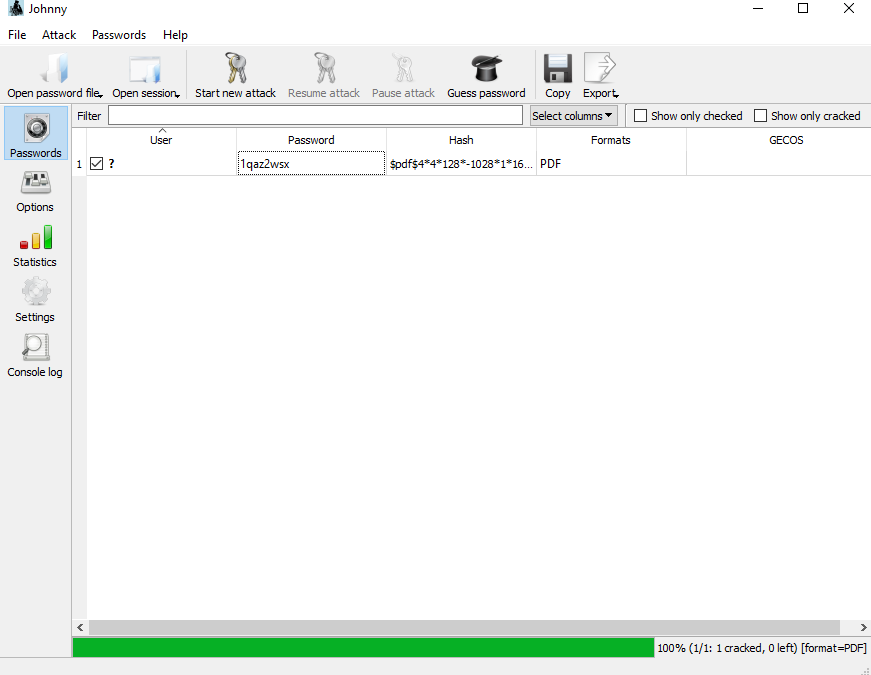 Johnny
File Attack Passwords Help
Open password file Open session Start new attack Resume attack Pause attack Guess password Copy Export
Filter Select columns Show only checked Show only cracked
Passwords
User Password Hash Formats GECOS
1 ? 1qaz2wsx $pdf$4*4*128*-1028*1*16... PDF
Options
Statistics
Settings
Console log
100% (1/1: 1 cracked, 0 left) [format=PDF]